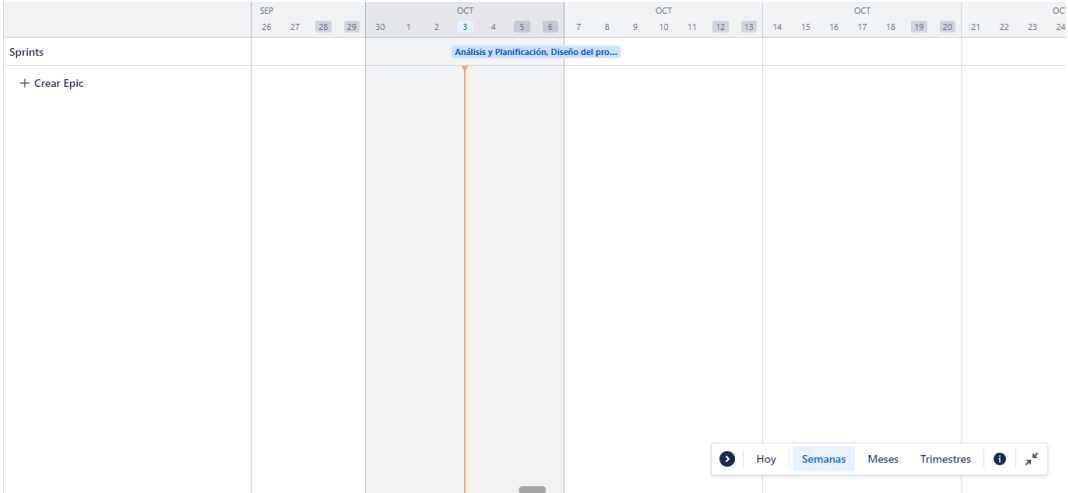 SEP OCT OCT OCT OC
26 27 28 29 30 1 2 3 4 5 6 7 8 9 10 11 12 13 14 15 16 17 18 19 20 21 22 23 24
Sprints Análisis y Planificación, Diseño del pro...
+ Crear Epic
Hoy Semanas Meses Trimestres